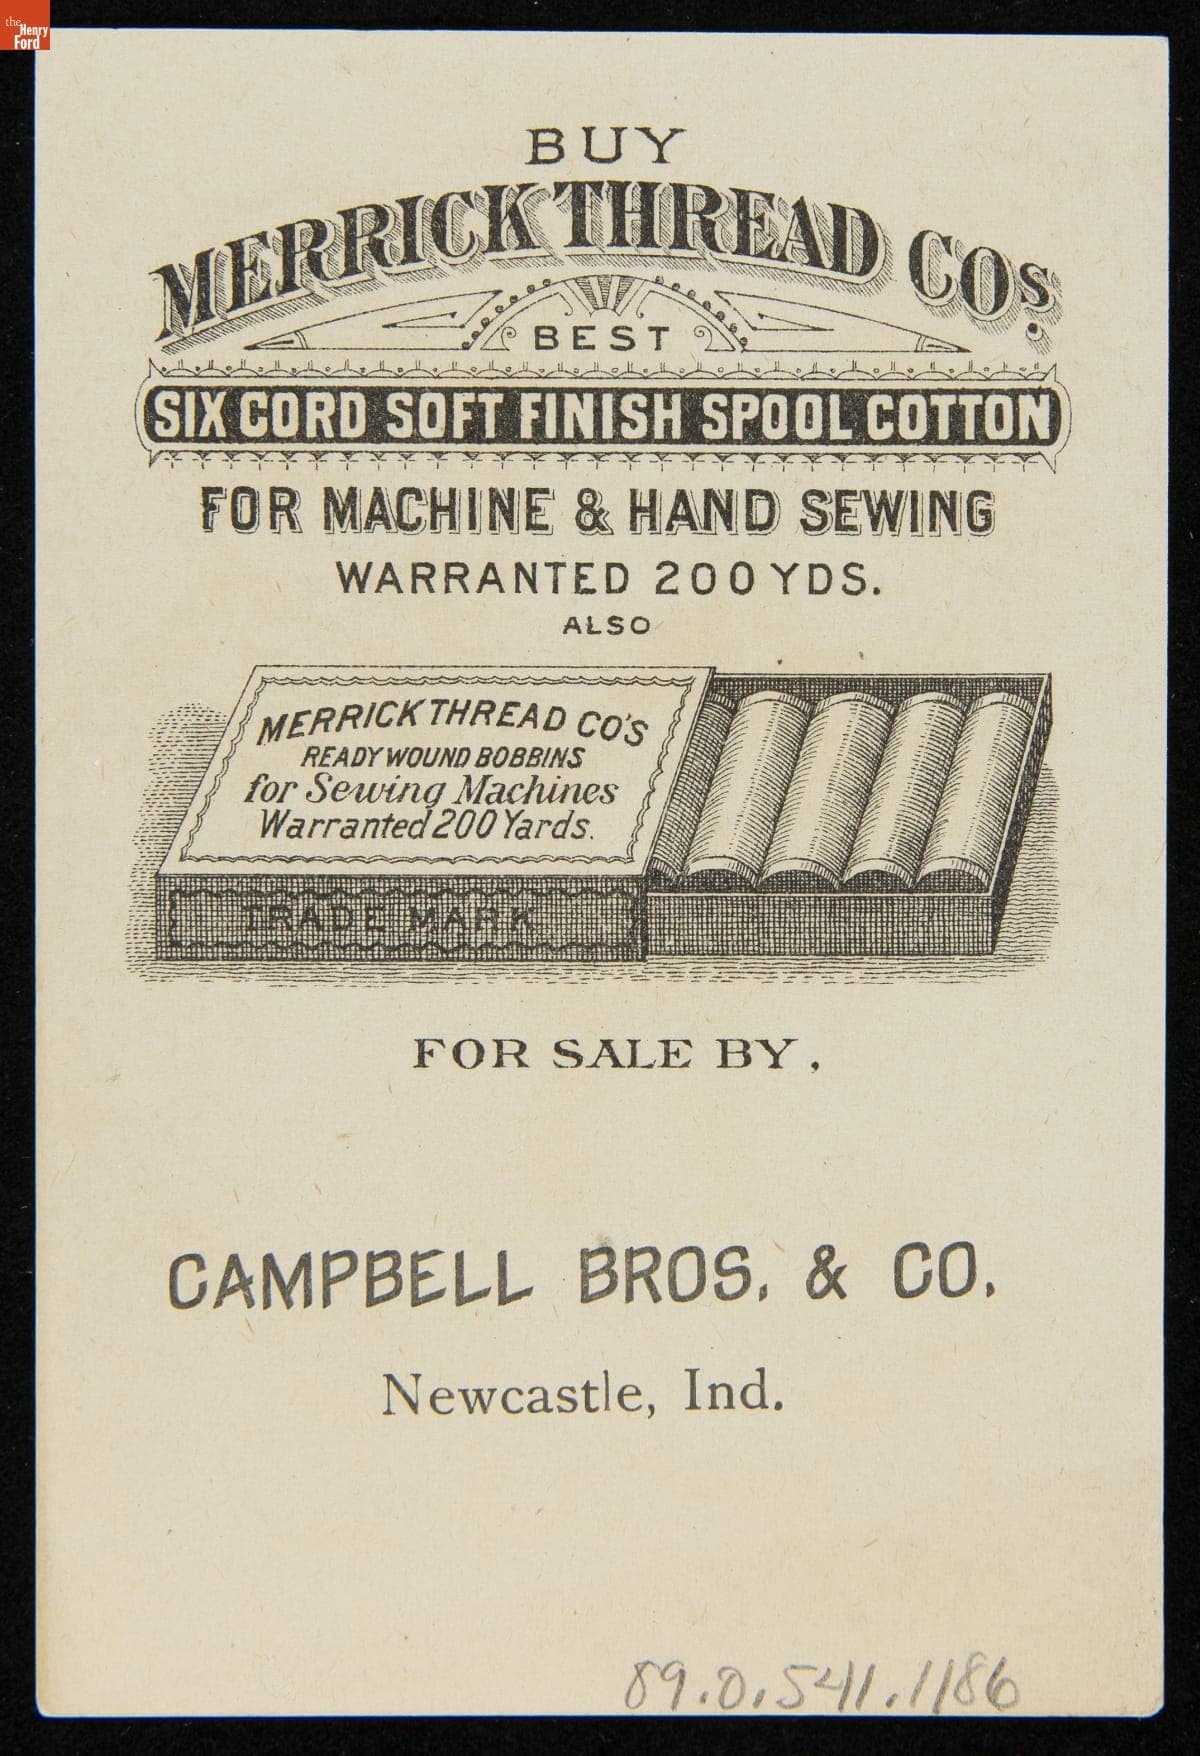 the
Henry
Ford
BUY
MERRICK THREAD COS.
BEST
SIX CORD SOFT FINISH SPOOL COTTON
FOR MACHINE & HAND SEWING
WARRANTED 200 YDS.
ALSO
MERRICK THREAD CO'S
READY WOUND BOBBINS
for Sewing Machines
Warranted 200 Yards.
TRADE MARK
FOR SALE BY,
CAMPBELL BROS. & CO.
Newcastle, Ind.
89.0.541.1186